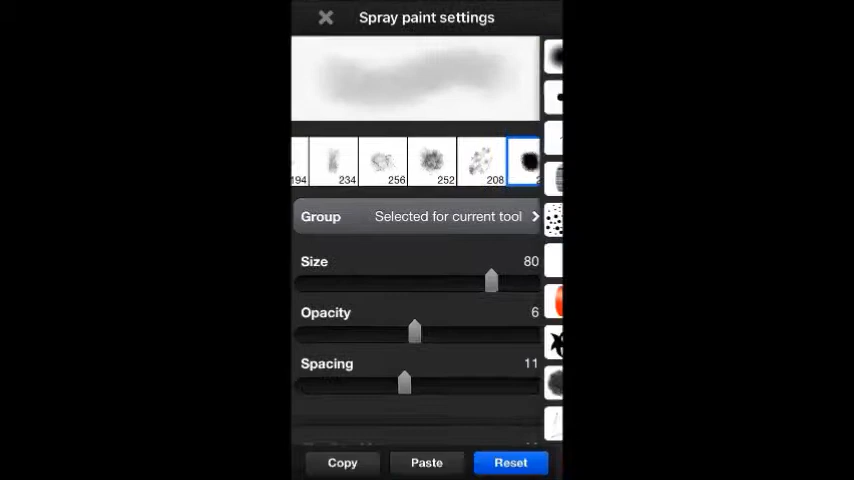 Spray paint settings
194 234 256 252 208
Group Selected for current tool
Size 80
Opacity 6
Spacing 11
Copy Paste Reset